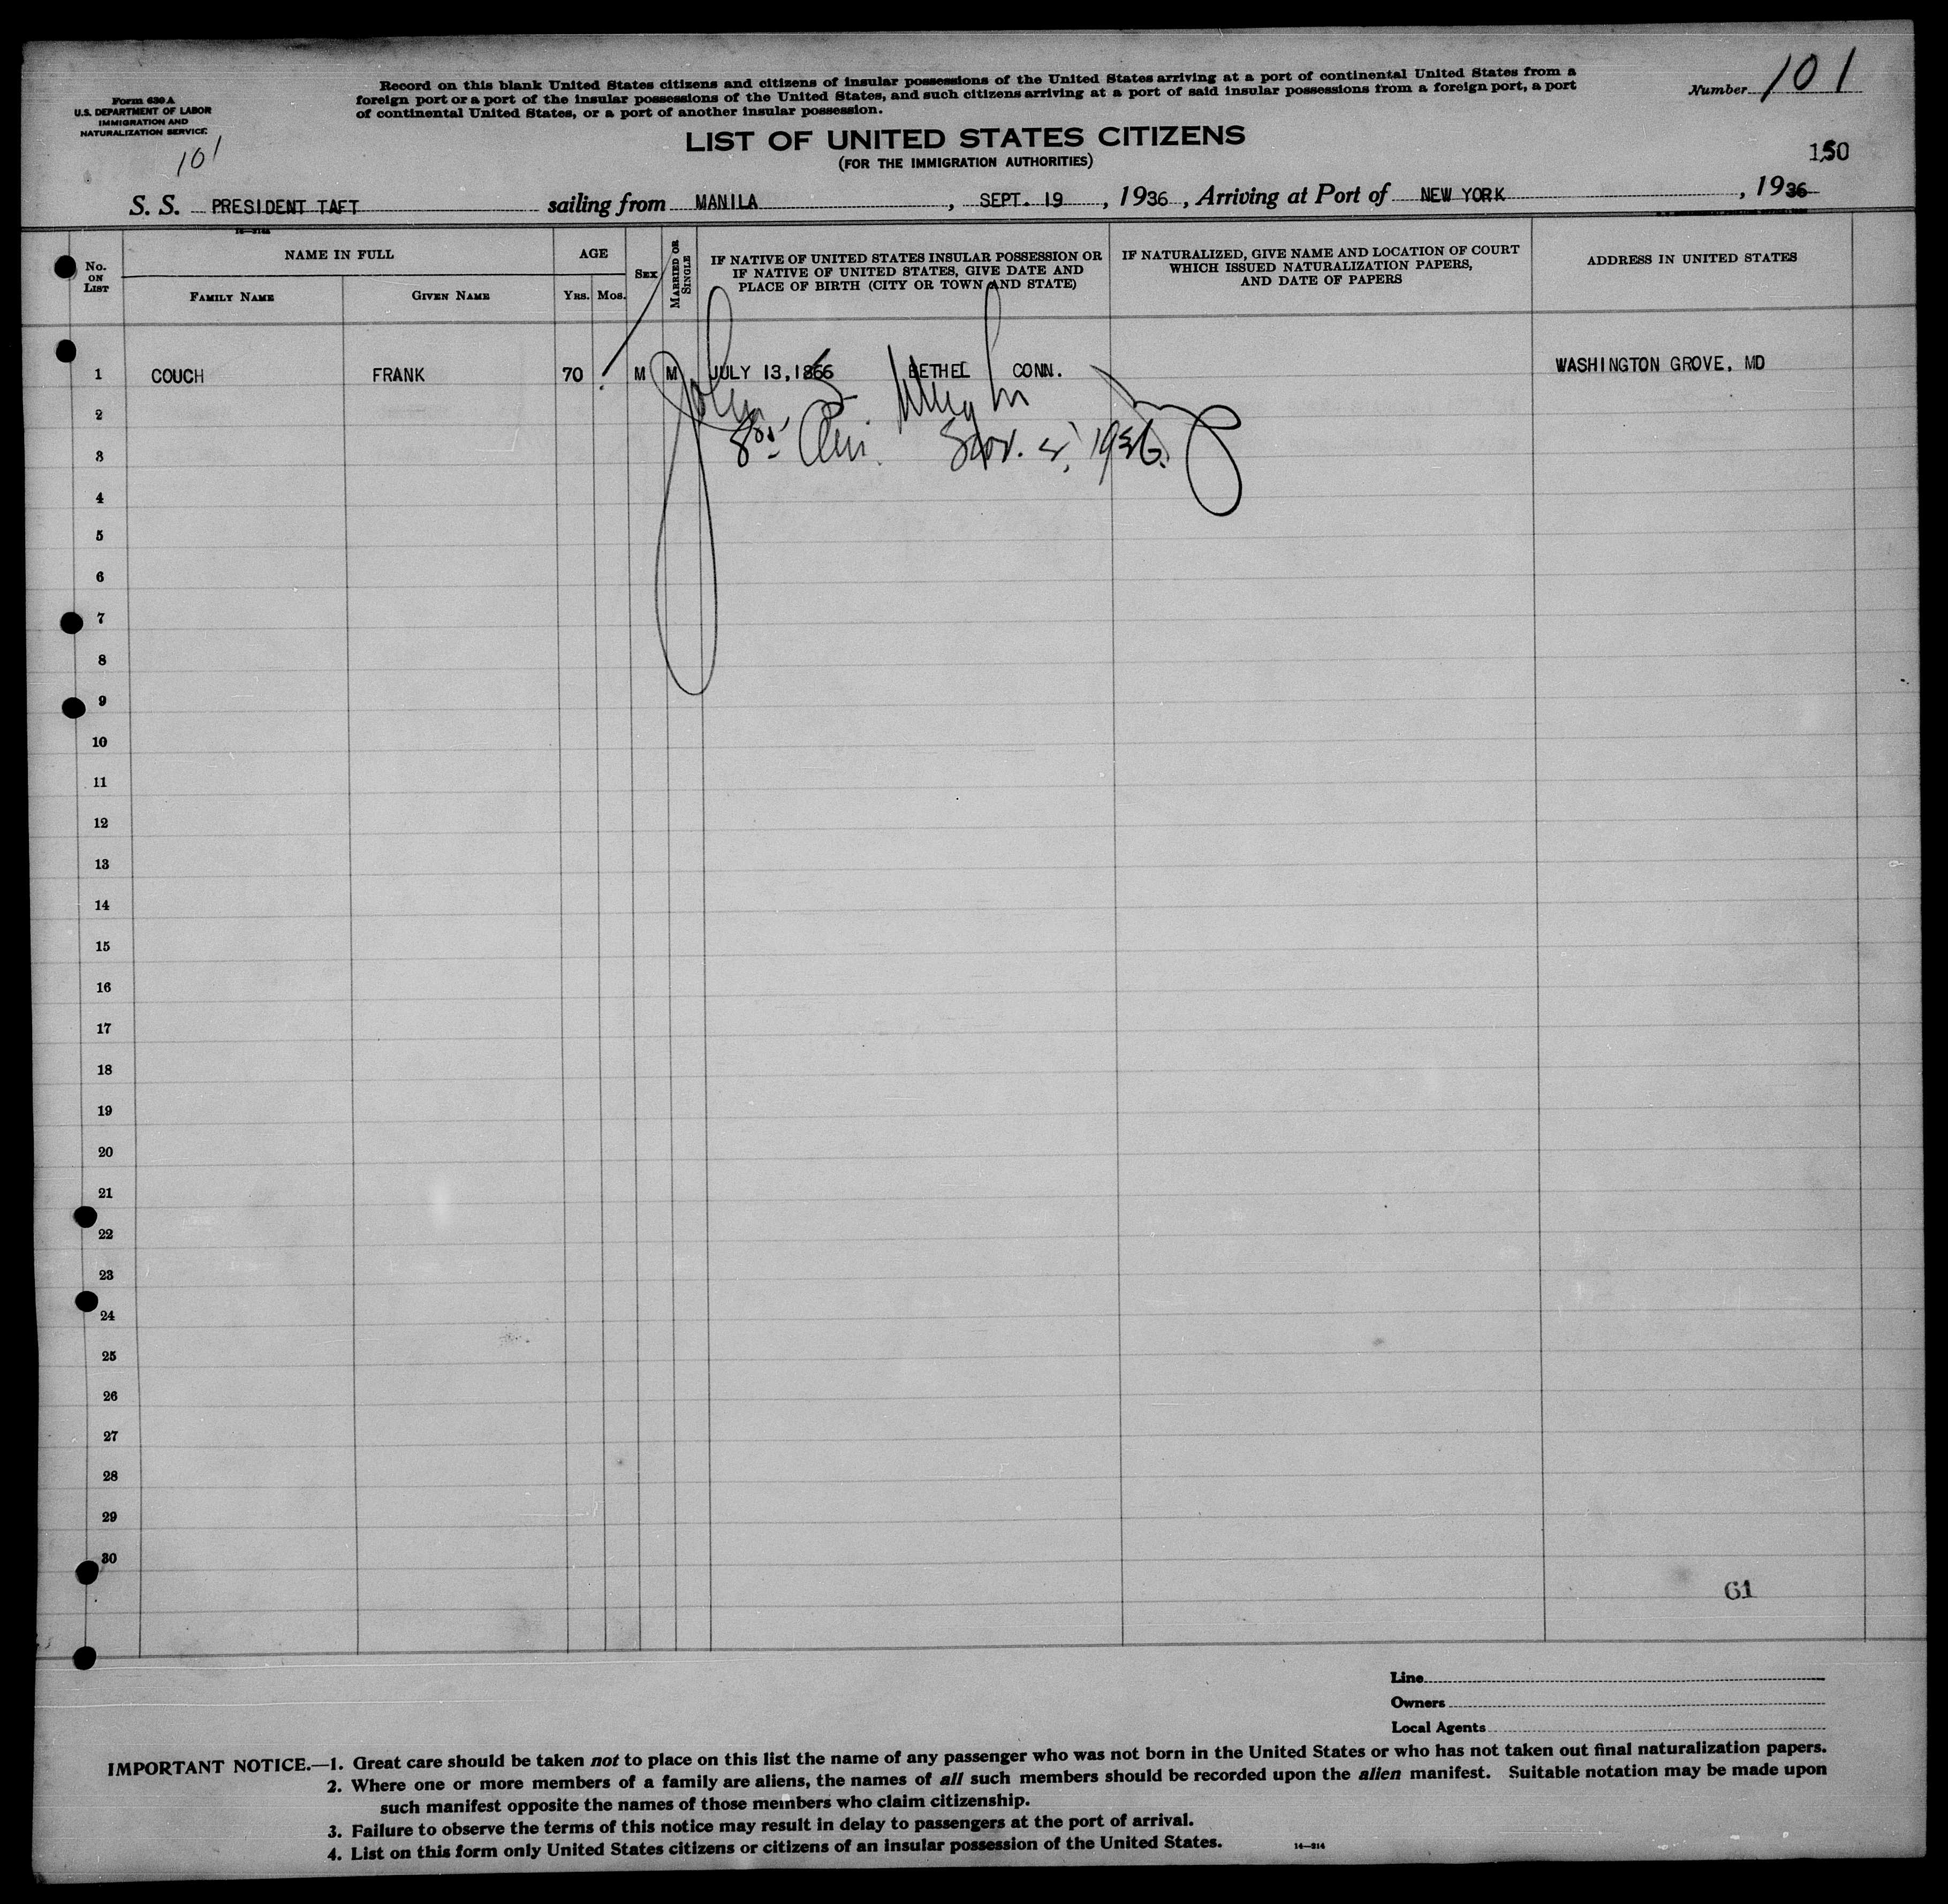 Form 630 A
U.S. DEPARTMENT OF LABOR
IMMIGRATION AND
NATURALIZATION SERVICE
Record on this blank United States citizens and citizens of insular possessions of the United States arriving at a port of continental United States from a
foreign port or a port of the insular possessions of the United States, and such citizens arriving at a port of said insular possessions from a foreign port, a port
of continental United States, or a port of another insular possession.
Number 101
101
LIST OF UNITED STATES CITIZENS
(FOR THE IMMIGRATION AUTHORITIES)
150
S. S. PRESIDENT TAFT sailing from MANILA, SEPT. 19, 1936, Arriving at Port of NEW YORK, 1936
No. ON LIST
NAME IN FULL
FAMILY NAME
GIVEN NAME
AGE
YRS. MOS.
SEX
MARRIED OR SINGLE
IF NATIVE OF UNITED STATES INSULAR POSSESSION OR
IF NATIVE OF UNITED STATES, GIVE DATE AND
PLACE OF BIRTH (CITY OR TOWN AND STATE)
IF NATURALIZED, GIVE NAME AND LOCATION OF COURT
WHICH ISSUED NATURALIZATION PAPERS,
AND DATE OF PAPERS
ADDRESS IN UNITED STATES
1 COUCH FRANK 70 M M JULY 13, 1866 BETHEL CONN. WASHINGTON GROVE, MD
John
2
3
1936
4
5
6
7
8
9
10
11
12
13
14
15
16
17
18
19
20
21
22
23
24
25
26
27
28
29
30
61
Line
Owners
Local Agents
IMPORTANT NOTICE.—1. Great care should be taken not to place on this list the name of any passenger who was not born in the United States or who has not taken out final naturalization papers.
2. Where one or more members of a family are aliens, the names of all such members should be recorded upon the alien manifest. Suitable notation may be made upon
such manifest opposite the names of those members who claim citizenship.
3. Failure to observe the terms of this notice may result in delay to passengers at the port of arrival.
4. List on this form only United States citizens or citizens of an insular possession of the United States.
14—214